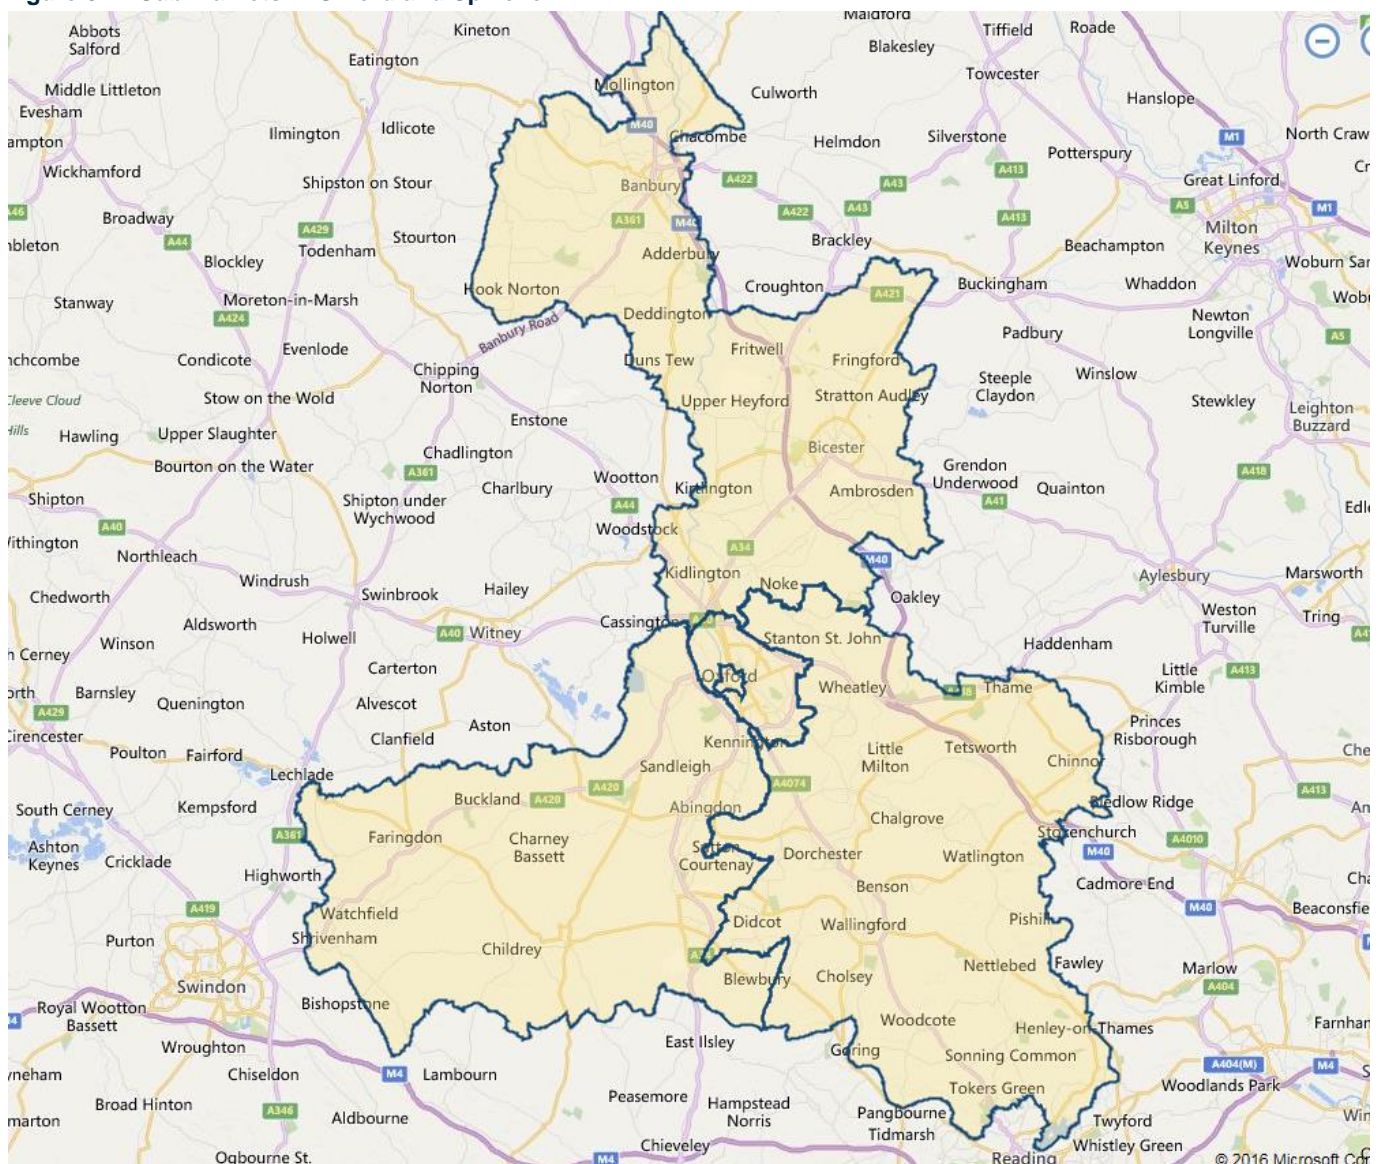 Abbots
Salford
Kineton
Maidford
Tiffield
Roade
Blakesley
Eatington
Mollington
Towcester
Middle Littleton
Culworth
Hanslope
Evesham
Ilmington
Idlicote
M40
Chacombe
Helmdon
Silverstone
M1
North Craw
ampton
Potterspury
Wickhamford
Shipston on Stour
Banbury
A422
A43
A413
Great Linford
A46
Broadway
A429
A361
M40
A422
A43
A413
A5
M1
Milton
Keynes
A44
Todenham
Stourton
Adderbury
Brackley
Beachampton
Blockley
Woburn San
Stanway
Moreton-in-Marsh
Hook Norton
Croughton
A421
Buckingham
Whaddon
A424
Deddington
Newton
Longville
Banbury Road
Padbury
A5
nchcombe
Condicote
Evenlode
Duns Tew
Fritwell
Fringford
Chipping
Norton
Steeple
Claydon
Winslow
Cleeve Cloud
Stow on the Wold
Upper Heyford
Stratton Audley
Stewkley
Leighton
Buzzard
Hills
Hawling
Upper Slaughter
Enstone
Bicester
Chadlington
Bourton on the Water
A361
Wootton
Grendon
Underwood
A418
Shipton
Shipton under
Wychwood
Charlbury
A44
Kirtlington
Ambrosden
A41
Quainton
A40
Woodstock
Northleach
A34
M40
Windrush
Kidlington
Noke
Aylesbury
Marsworth
Chedworth
Swinbrook
Hailey
Oakley
Weston
Turville
Tring
Aldsworth
Cassington
Winson
Holwell
A40
Witney
Stanton St. John
Haddenham
Carterton
Oxford
Little
Kimble
A413
Barnsley
Quenington
Alvescot
Wheatley
Thame
A429
Cirencester
Aston
Clanfield
Kennington
Little
Milton
Tetsworth
Princes
Risborough
Poulton
Fairford
Sandleigh
Chinnor
Lechlade
A420
A4074
A413
South Cerney
Kempsford
Buckland
A420
Abingdon
Bledlow Ridge
Chalgrove
Ashton
Keynes
A361
Faringdon
Charney
Bassett
Sutton
Courtenay
Stokenchurch
A4010
Cricklade
Dorchester
Watlington
M40
Highworth
Benson
Cadmore End
A419
Watchfield
Didcot
Wallingford
Pishill
M40
Beaconsfie
Purton
Shrivenham
Childrey
A34
Nettlebed
Fawley
Marlow
Swindon
Blewbury
Cholsey
A404
Royal Wootton
Bassett
Bishopstone
Woodcote
Henley-on-Thames
Farnham
Wroughton
East Ilsley
Goring
Sonning Common
Chiseldon
M4
Lambourn
A404(M)
M4
Tokers Green
Woodlands Park
Broad Hinton
A346
Aldbourne
Peasemore
Hampstead
Norris
Pangbourne
Tidmarsh
Twyford
Chieveley
Whistley Green
Ogbourne St.
M4
Reading
© 2016 Microsoft Cor